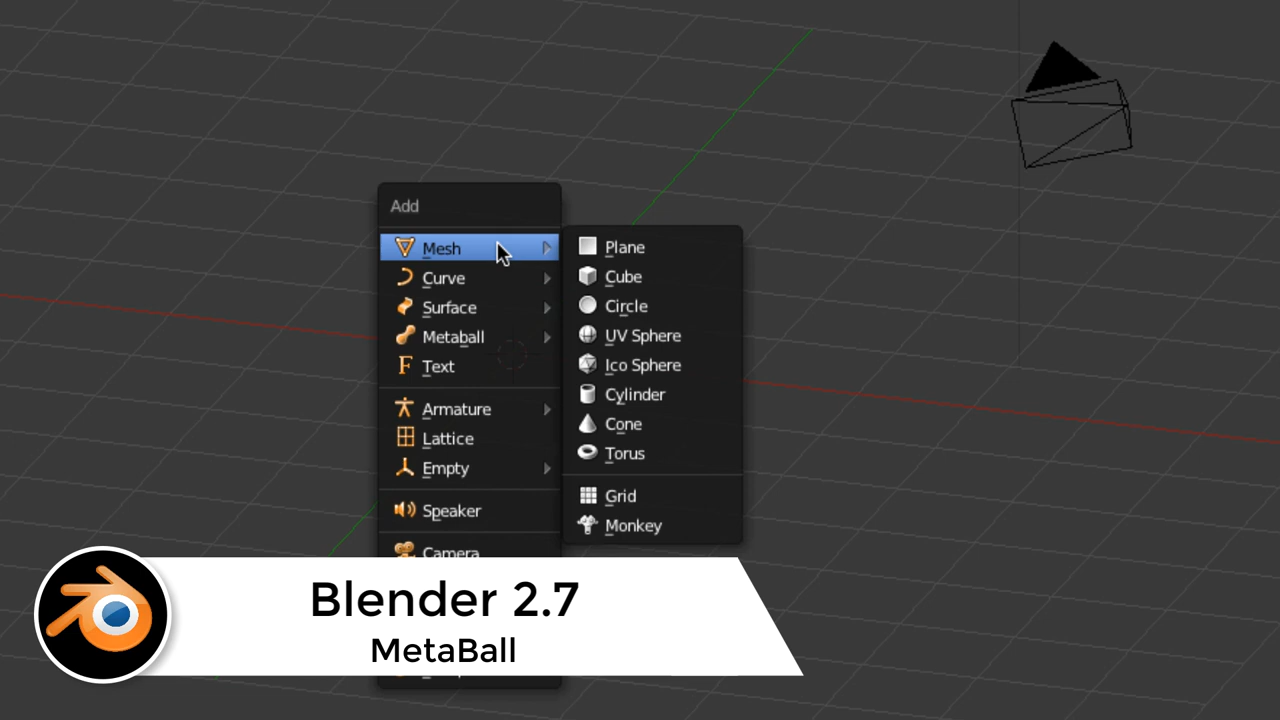 Add
Mesh
Curve
Surface
Metaball
Text
Armature
Lattice
Empty
Speaker
Camera
Plane
Cube
Circle
UV Sphere
Ico Sphere
Cylinder
Cone
Torus
Grid
Monkey
Blender 2.7
MetaBall